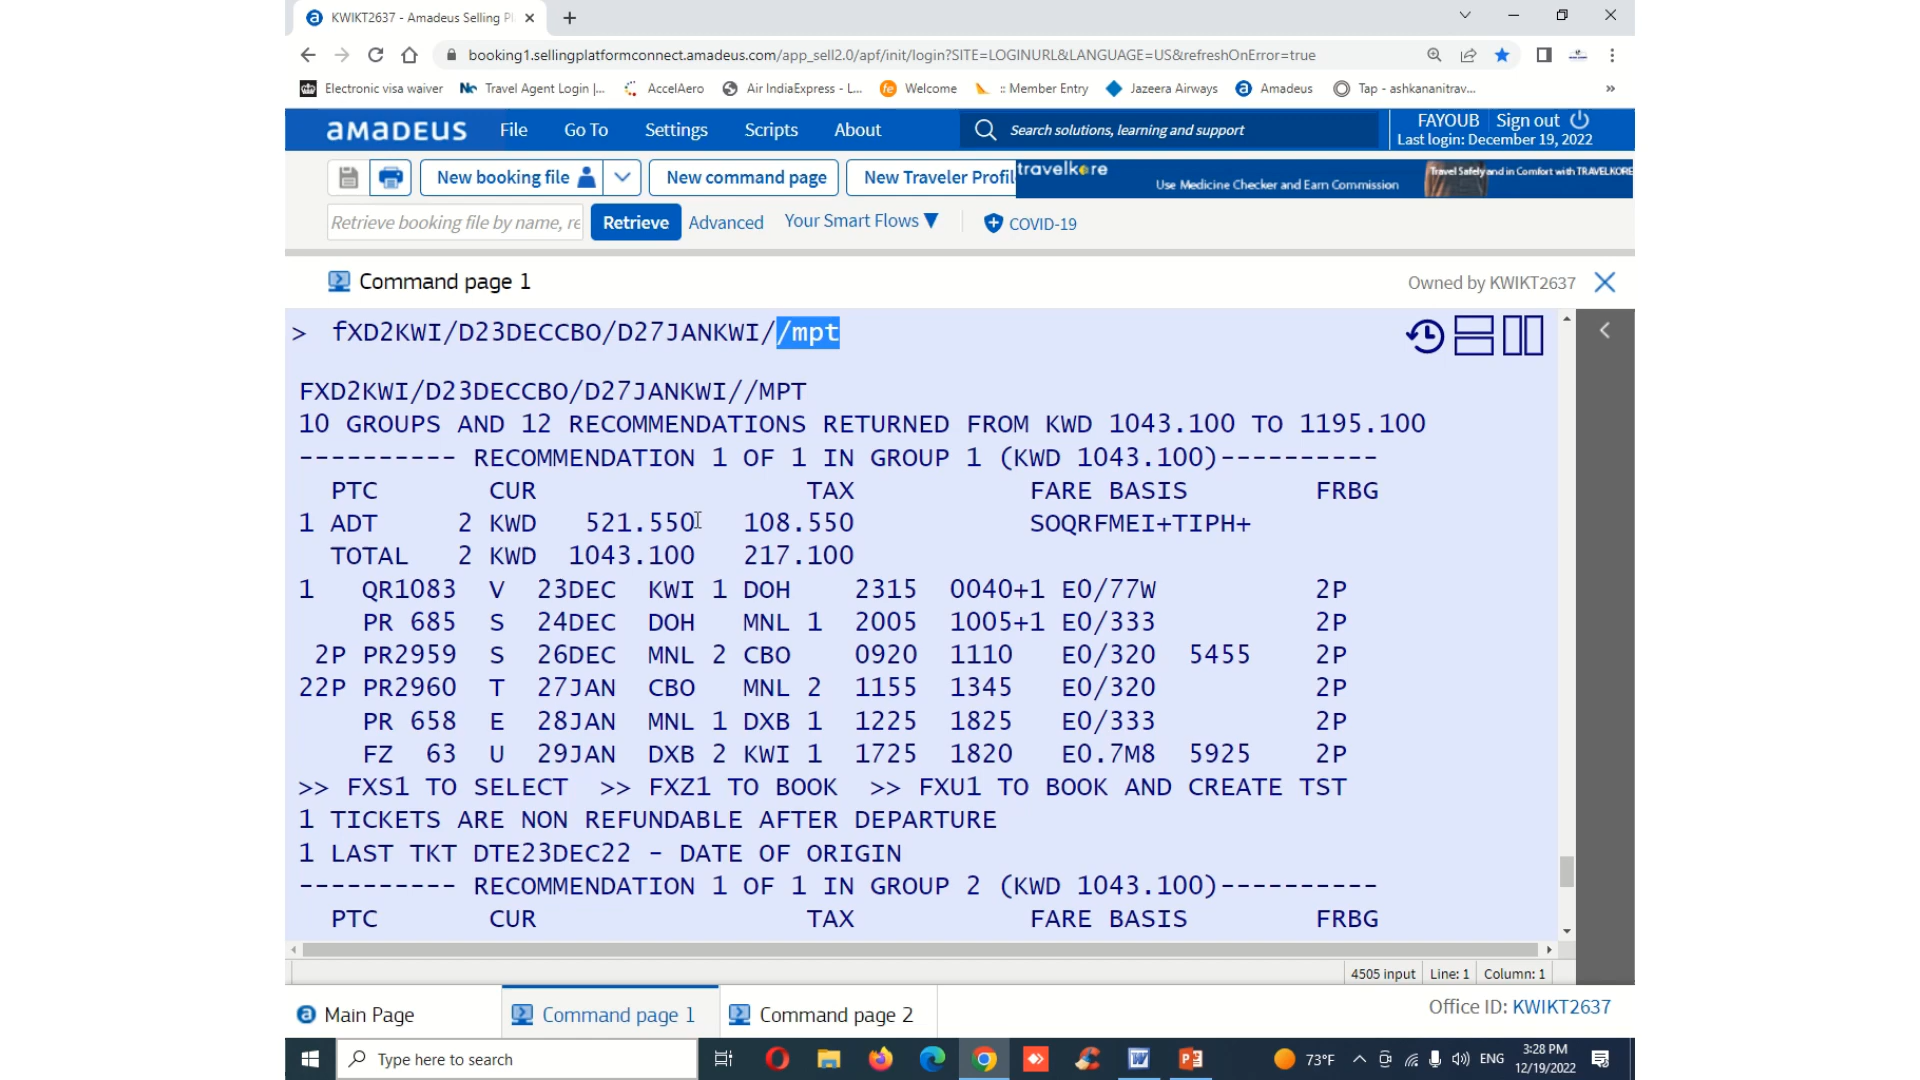 KWIKT2637 - Amadeus Selling Pl
booking1.sellingplatformconnect.amadeus.com/app_sell2.0/apf/init/login?SITE=LOGINURL&LANGUAGE=US&refreshOnError=true
Electronic visa waiver Travel Agent Login |... AccelAero Air IndiaExpress - L... Welcome :: Member Entry Jazeera Airways Amadeus Tap - ashkananitrav... »
amadeus File Go To Settings Scripts About Search solutions, learning and support FAYOUB Sign out
Last login: December 19, 2022
New booking file New command page New Traveler Profil travelkore Use Medicine Checker and Earn Commission Travel Safely and in Comfort with TRAVELKORE
Retrieve booking file by name, re Retrieve Advanced Your Smart Flows COVID-19
Command page 1 Owned by KWIKT2637
> fXD2KWI/D23DECCBO/D27JANKWI//mpt
FXD2KWI/D23DECCBO/D27JANKWI//MPT
10 GROUPS AND 12 RECOMMENDATIONS RETURNED FROM KWD 1043.100 TO 1195.100
---------- RECOMMENDATION 1 OF 1 IN GROUP 1 (KWD 1043.100)----------
PTC CUR TAX FARE BASIS FRBG
1 ADT 2 KWD 521.550 108.550 SOQRFMEI+TIPH+
TOTAL 2 KWD 1043.100 217.100
1 QR1083 V 23DEC KWI 1 DOH 2315 0040+1 E0/77W 2P
PR 685 S 24DEC DOH MNL 1 2005 1005+1 E0/333 2P
2P PR2959 S 26DEC MNL 2 CBO 0920 1110 E0/320 5455 2P
22P PR2960 T 27JAN CBO MNL 2 1155 1345 E0/320 2P
PR 658 E 28JAN MNL 1 DXB 1 1225 1825 E0/333 2P
FZ 63 U 29JAN DXB 2 KWI 1 1725 1820 E0.7M8 5925 2P
>> FXS1 TO SELECT >> FXZ1 TO BOOK >> FXU1 TO BOOK AND CREATE TST
1 TICKETS ARE NON REFUNDABLE AFTER DEPARTURE
1 LAST TKT DTE23DEC22 - DATE OF ORIGIN
---------- RECOMMENDATION 1 OF 1 IN GROUP 2 (KWD 1043.100)----------
PTC CUR TAX FARE BASIS FRBG
4505 input Line: 1 Column: 1
Main Page Command page 1 Command page 2 Office ID: KWIKT2637
Type here to search 73°F ENG 3:28 PM
12/19/2022